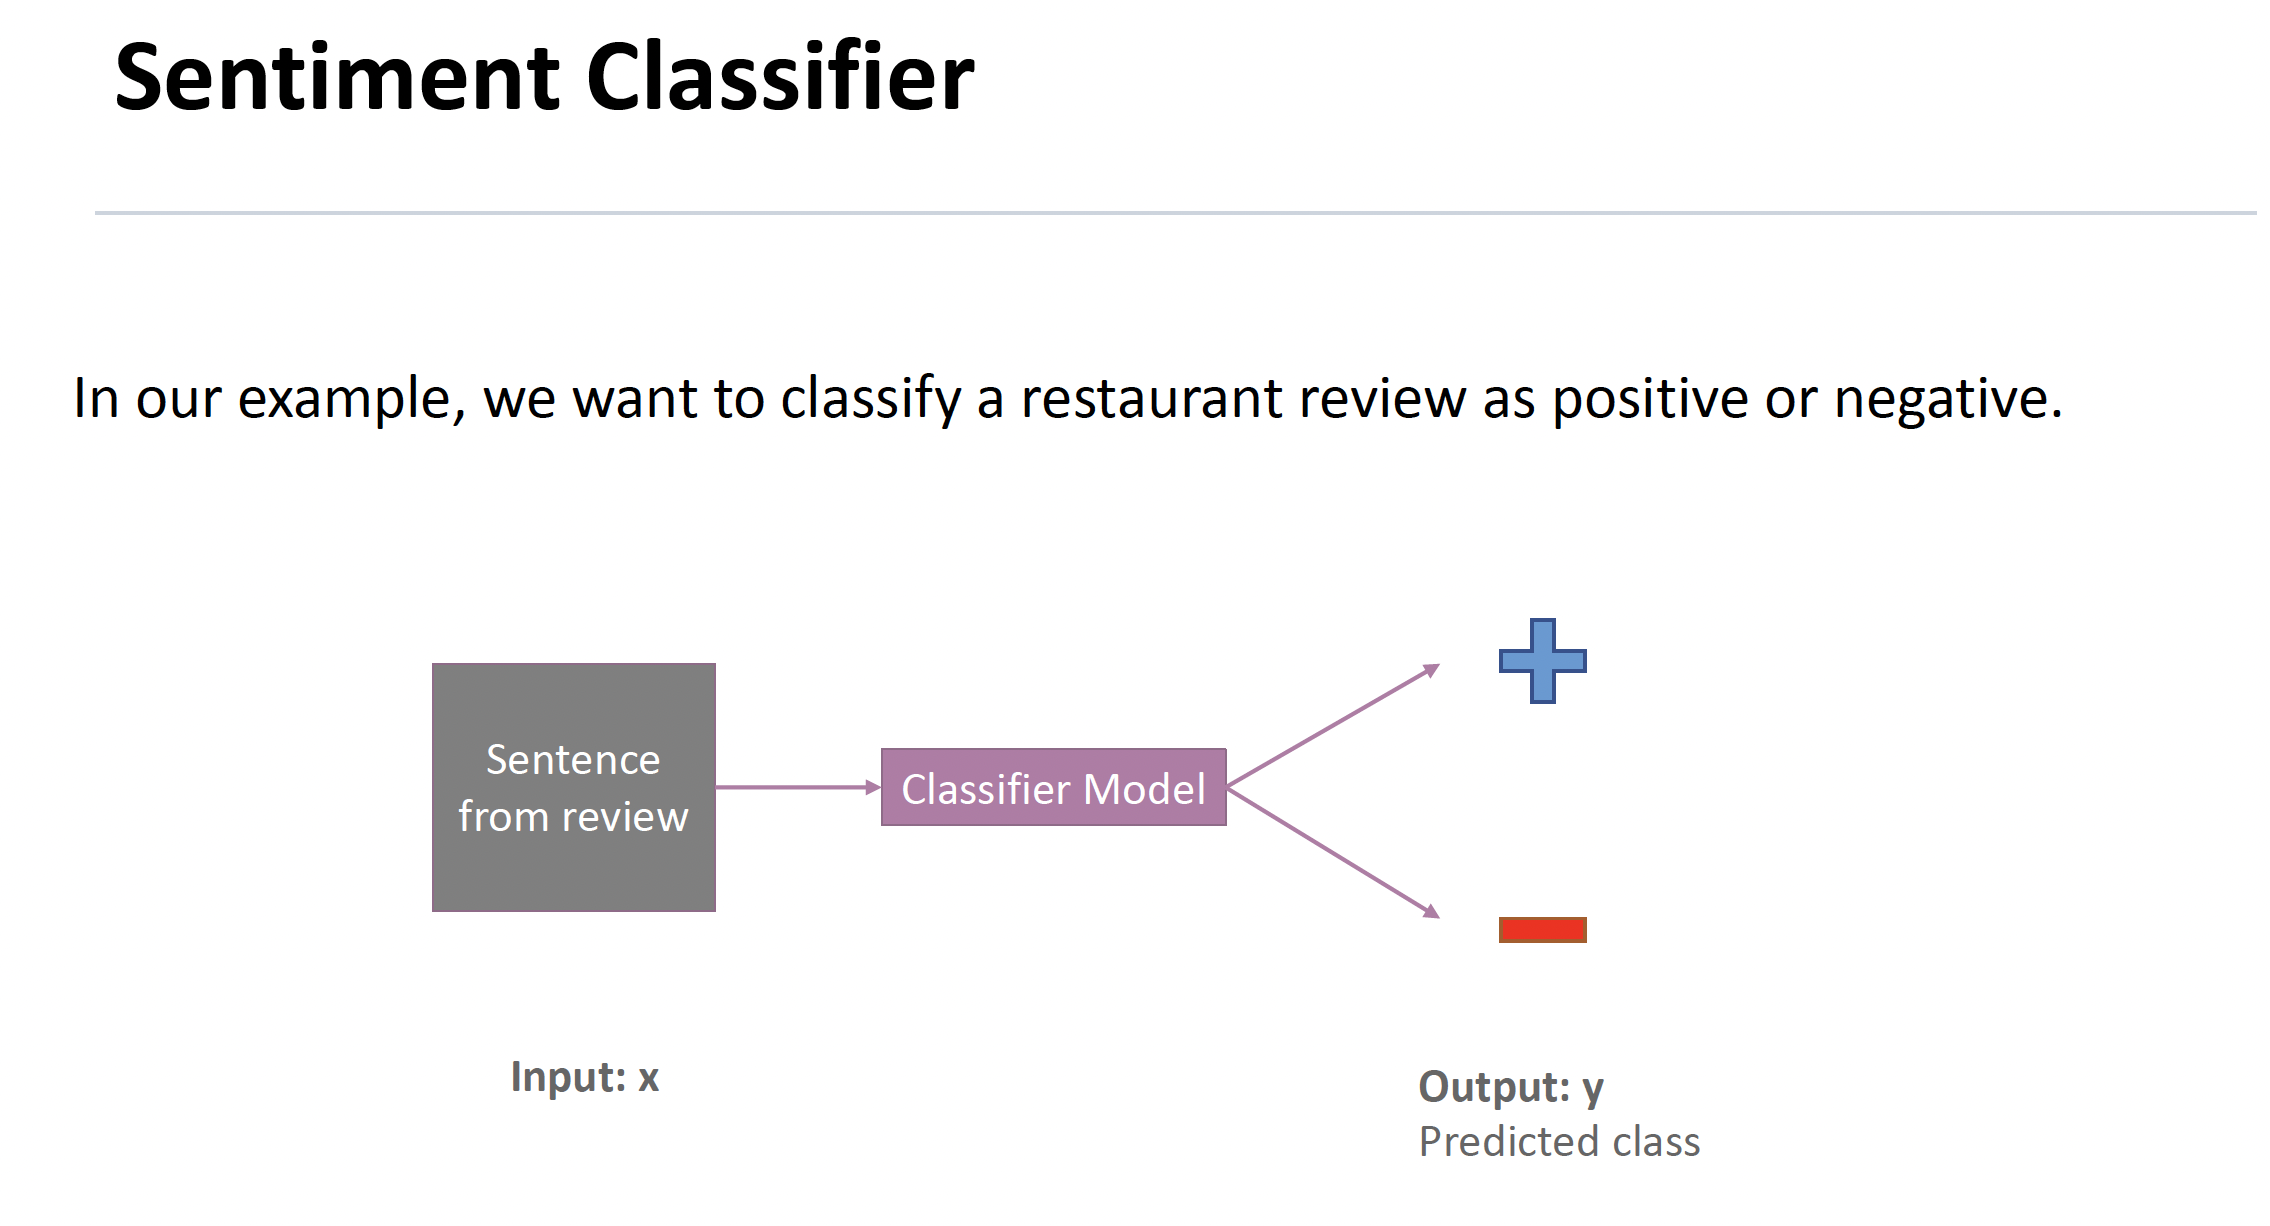 Sentiment Classifier
In our example, we want to classify a restaurant review as positive or negative.
Sentence
from review
Classifier Model
Input: x
Output: y
Predicted class